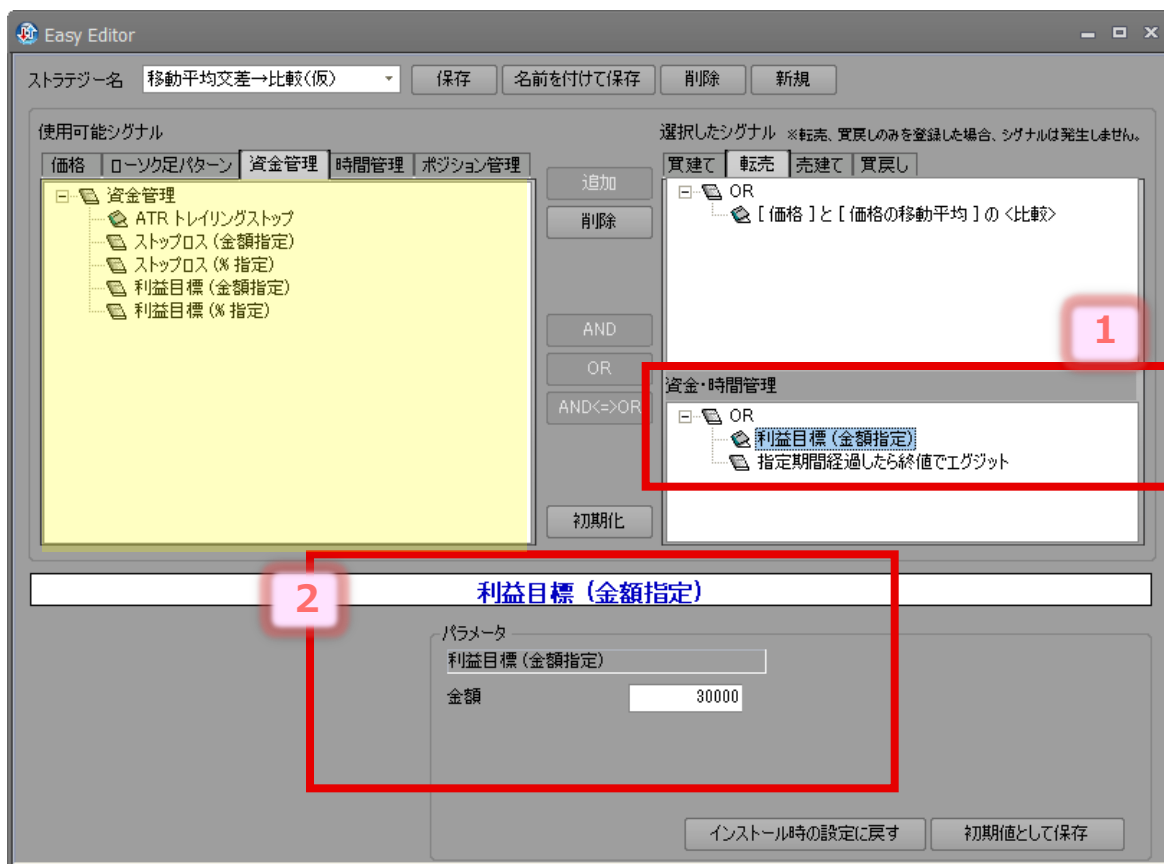 Easy Editor
ストラテジー名 移動平均交差→比較(仮) 保存 名前を付けて保存 削除 新規
使用可能シグナル
選択したシグナル ※転売、買戻しのみを登録した場合、シグナルは発生しません。
価格 ローソク足パターン 資金管理 時間管理 ポジション管理
買建て 転売 売建て 買戻し
資金管理
ATR トレイリングストップ
ストップロス (金額指定)
ストップロス (% 指定)
利益目標 (金額指定)
利益目標 (% 指定)
追加
削除
AND
OR
AND<=>OR
初期化
OR
[ 価格 ] と [ 価格の移動平均 ] の <比較>
1
資金・時間管理
OR
利益目標 (金額指定)
指定期間経過したら終値でエグジット
2
利益目標 (金額指定)
パラメータ
利益目標 (金額指定)
金額 30000
インストール時の設定に戻す 初期値として保存